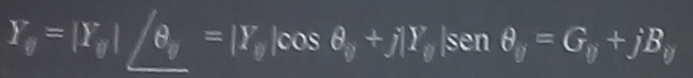 Y_ij = |Y_ij| ∠θ_ij = |Y_ij|cos θ_ij + j|Y_ij|sen θ_ij = G_ij + jB_ij